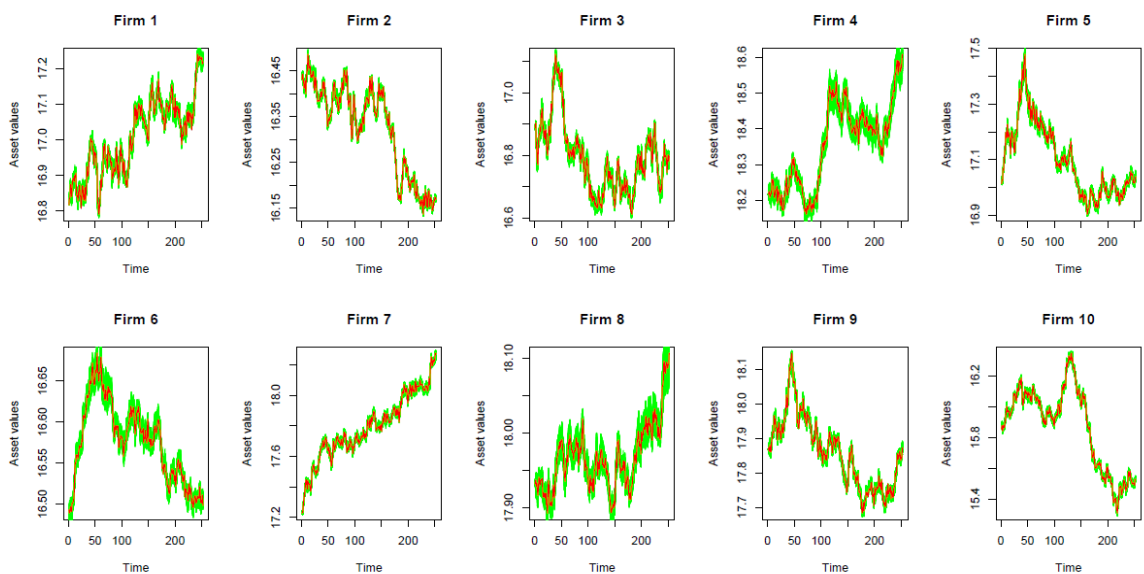 Firm 1
Asset values
17.2
17.1
17.0
16.9
16.8
0 50 100 200
Time
Firm 2
Asset values
16.45
16.35
16.25
16.15
0 50 100 200
Time
Firm 3
Asset values
17.0
16.8
16.6
0 50 100 200
Time
Firm 4
Asset values
18.6
18.5
18.4
18.3
18.2
0 50 100 200
Time
Firm 5
Asset values
17.5
17.3
17.1
16.9
0 50 100 200
Time
Firm 6
Asset values
16.65
16.60
16.55
16.50
0 50 100 200
Time
Firm 7
Asset values
18.0
17.6
17.2
0 50 100 200
Time
Firm 8
Asset values
18.10
18.00
17.90
0 50 100 200
Time
Firm 9
Asset values
18.1
18.0
17.9
17.8
17.7
0 50 100 200
Time
Firm 10
Asset values
16.2
15.8
15.4
0 50 100 200
Time